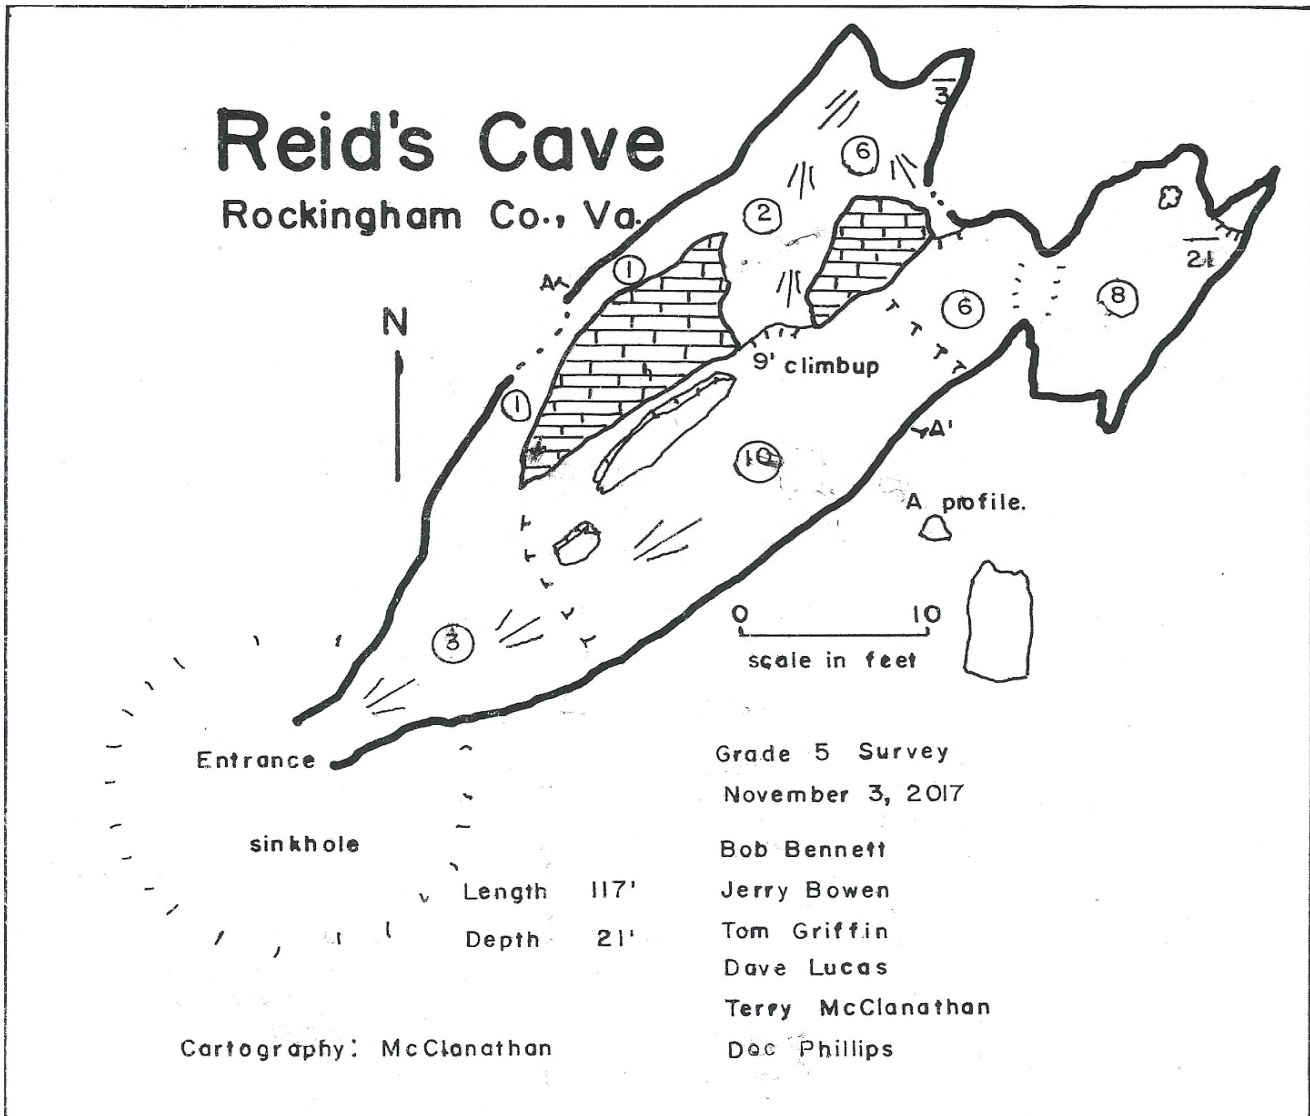 Reid's Cave
Rockingham Co., Va.
3
6
2
1
A
N
1
21
6
8
9' climbup
A'
10
A profile.
0 10
scale in feet
3
Entrance
sinkhole
Grade 5 Survey
November 3, 2017
Bob Bennett
Jerry Bowen
Tom Griffin
Dave Lucas
Terry McClanathan
Doc Phillips
Length 117'
Depth 21'
Cartography: McClanathan